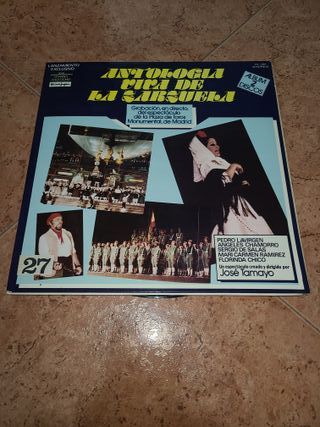 LANZAMIENTO
EXCLUSIVO
ANTOLOGIA
VIVA DE
LA ZARZUELA
ALBUM
2
DISCOS
Grabación, en directo,
del espectáculo
de la Plaza de Toros
Monumental, de Madrid
PEDRO LAVIRGEN
ANGELES CHAMORRO
SERGIO DE SALAS
MARI CARMEN RAMIREZ
FLORINDA CHICO
Un espectáculo creado y dirigido por
José Tamayo
27